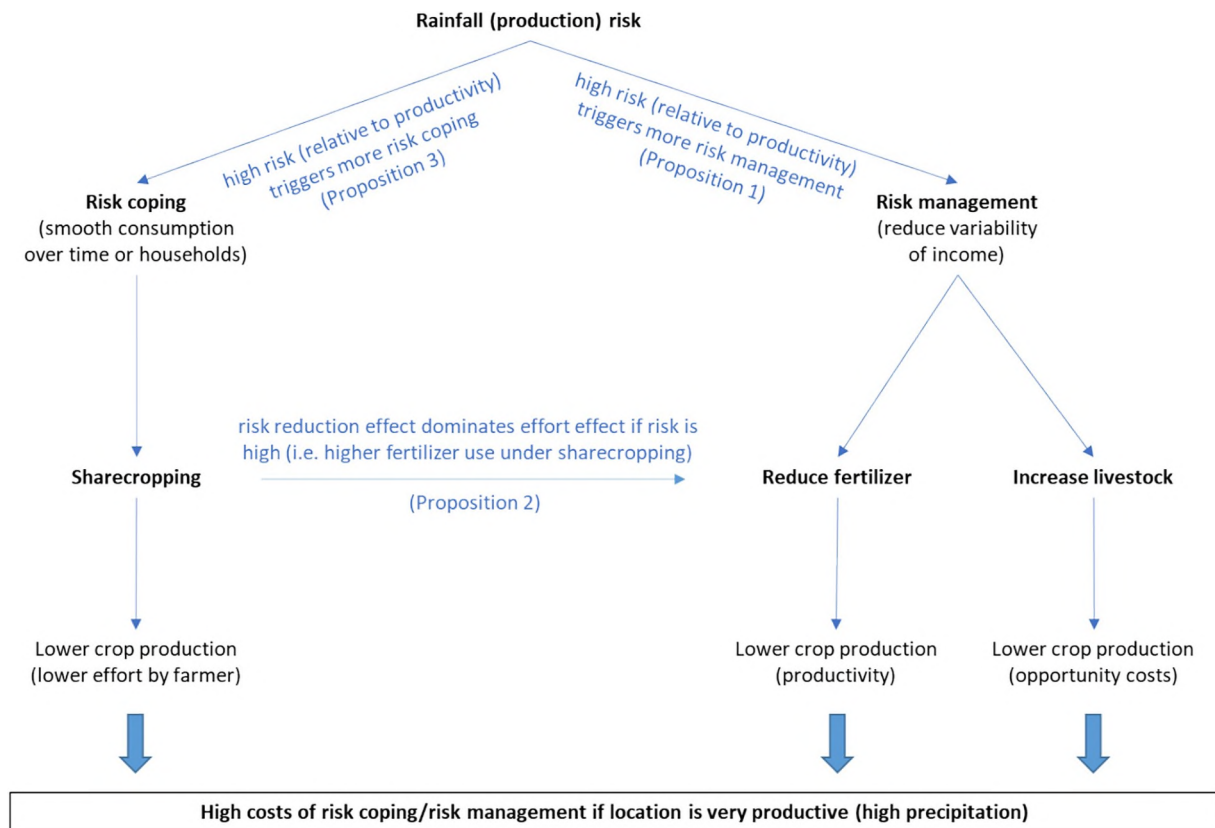 Rainfall (production) risk
high risk (relative to productivity)
triggers more risk coping
(Proposition 3)
high risk (relative to productivity)
triggers more risk management
(Proposition 1)
Risk coping
(smooth consumption
over time or households)
Risk management
(reduce variability
of income)
risk reduction effect dominates effort effect if risk is
high (i.e. higher fertilizer use under sharecropping)
(Proposition 2)
Sharecropping
Reduce fertilizer
Increase livestock
Lower crop production
(lower effort by farmer)
Lower crop production
(productivity)
Lower crop production
(opportunity costs)
High costs of risk coping/risk management if location is very productive (high precipitation)